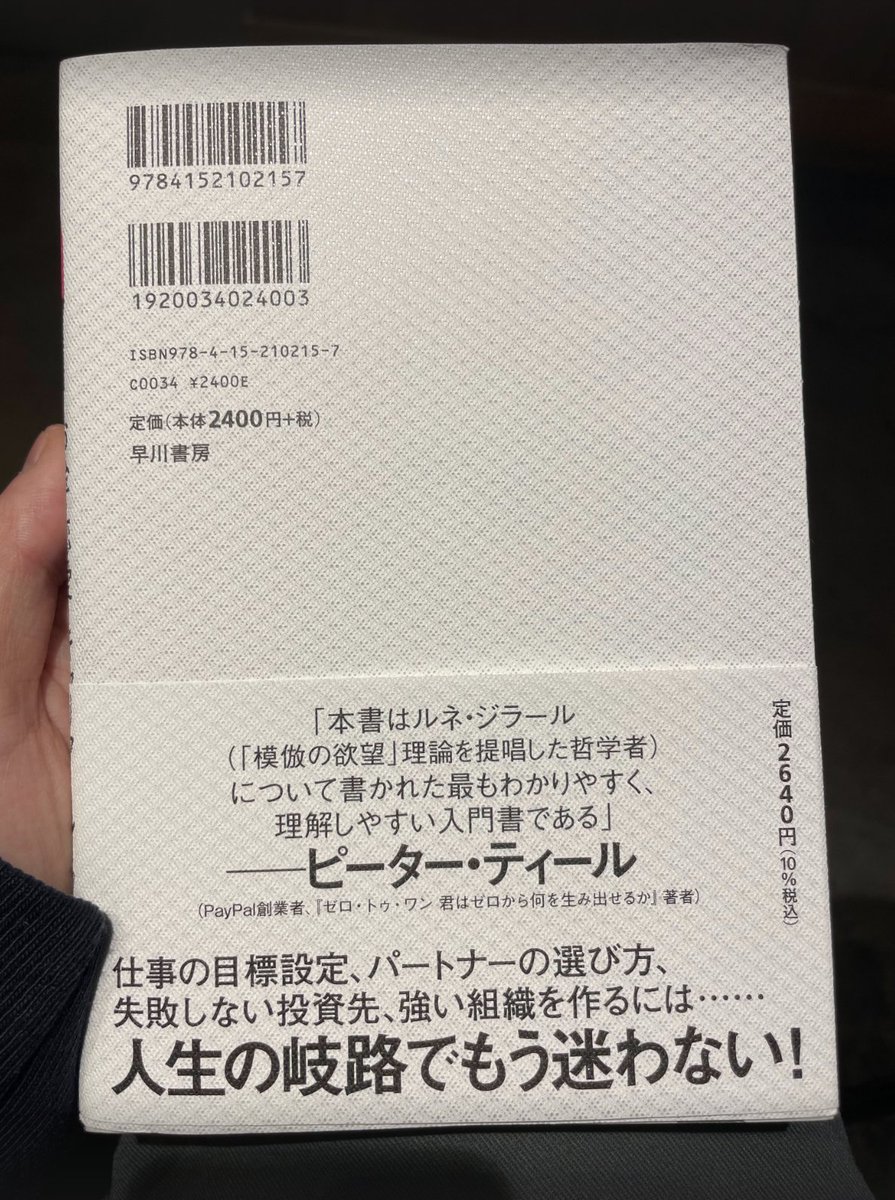 9784152102157
1920034024003
ISBN978-4-15-210215-7
C0034 ¥2400E
定価(本体2400円+税)
早川書房
「本書はルネ・ジラール
(「模倣の欲望」理論を提唱した哲学者)
について書かれた最もわかりやすく、
理解しやすい入門書である」
──ピーター・ティール
(PayPal創業者、『ゼロ・トゥ・ワン 君はゼロから何を生み出せるか』著者)
定価2640円(10%税込)
仕事の目標設定、パートナーの選び方、
失敗しない投資先、強い組織を作るには……
人生の岐路でもう迷わない!